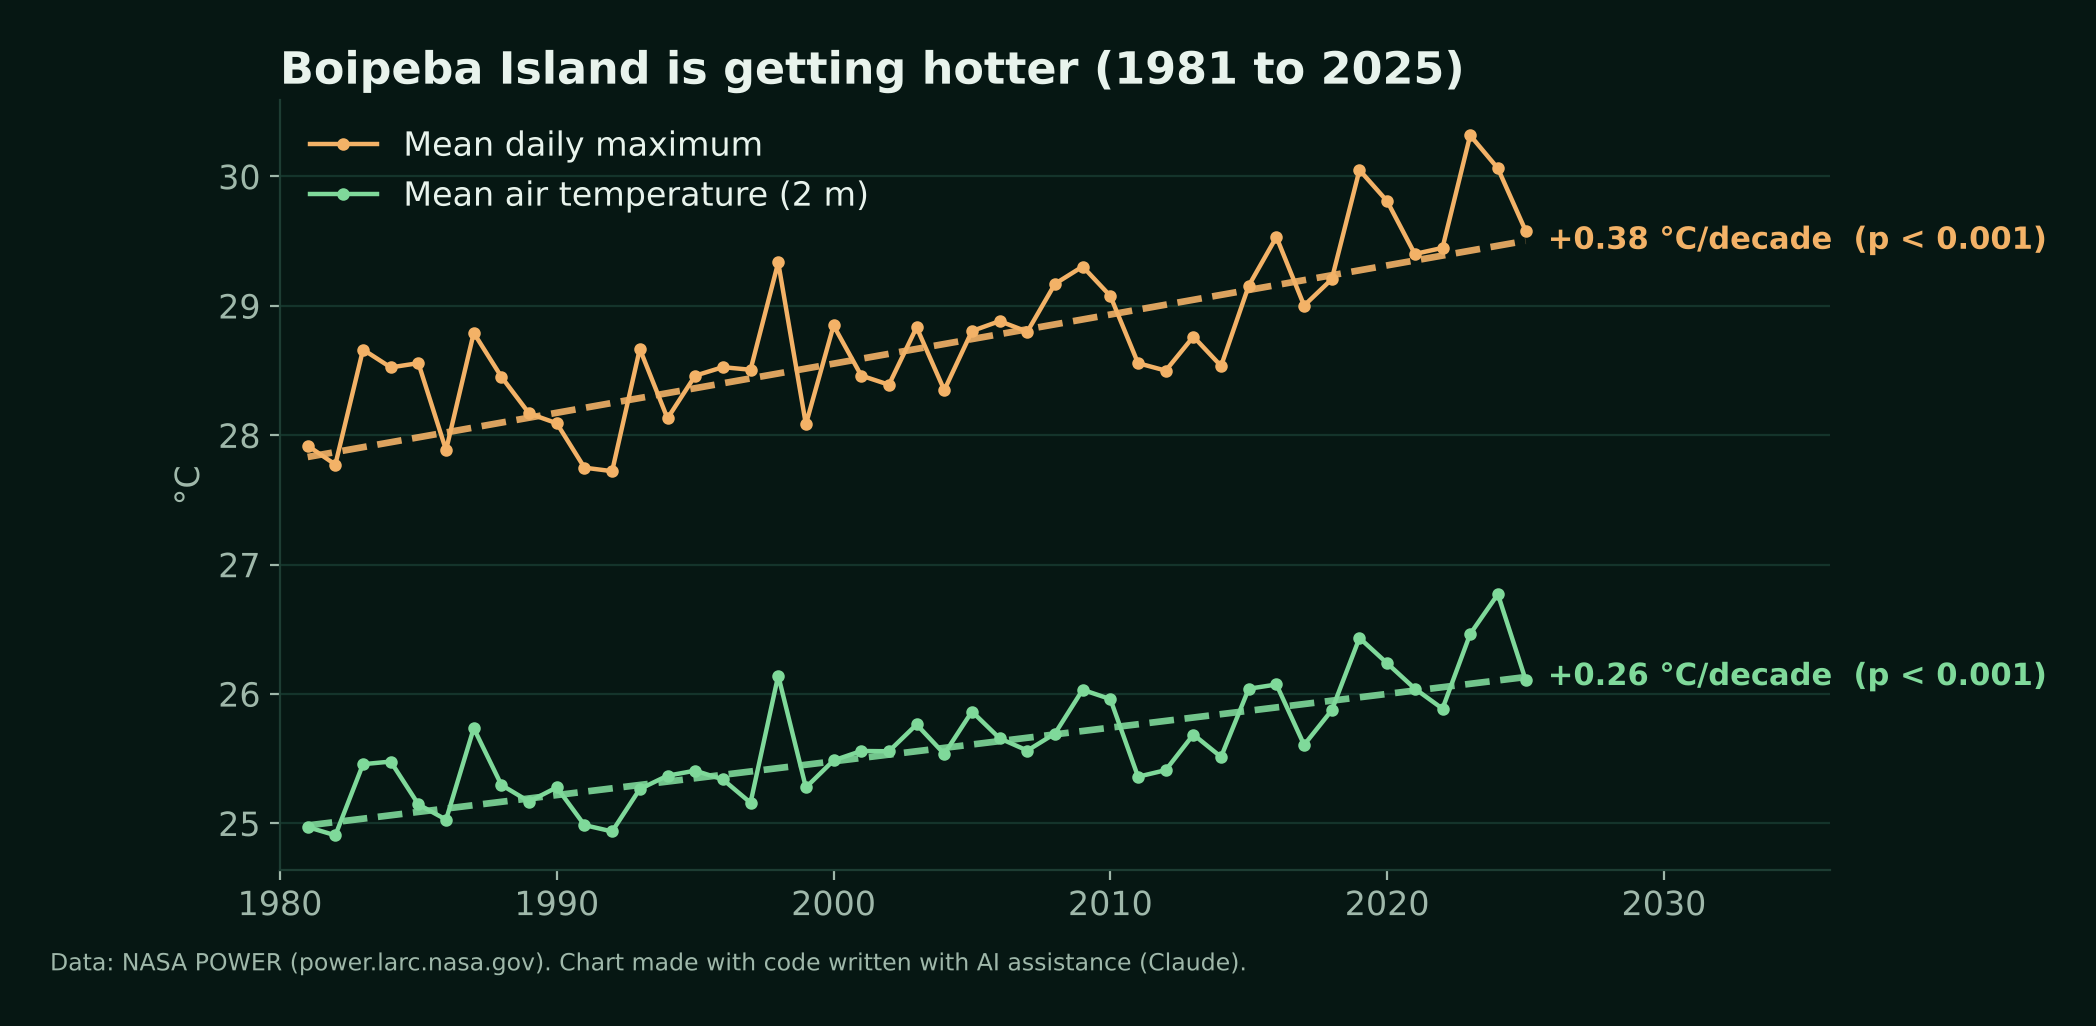 Boipeba Island is getting hotter (1981 to 2025)
Mean daily maximum
Mean air temperature (2 m)
30
29
28
27
26
25
°C
+0.38 °C/decade (p < 0.001)
+0.26 °C/decade (p < 0.001)
1980 1990 2000 2010 2020 2030
Data: NASA POWER (power.larc.nasa.gov). Chart made with code written with AI assistance (Claude).